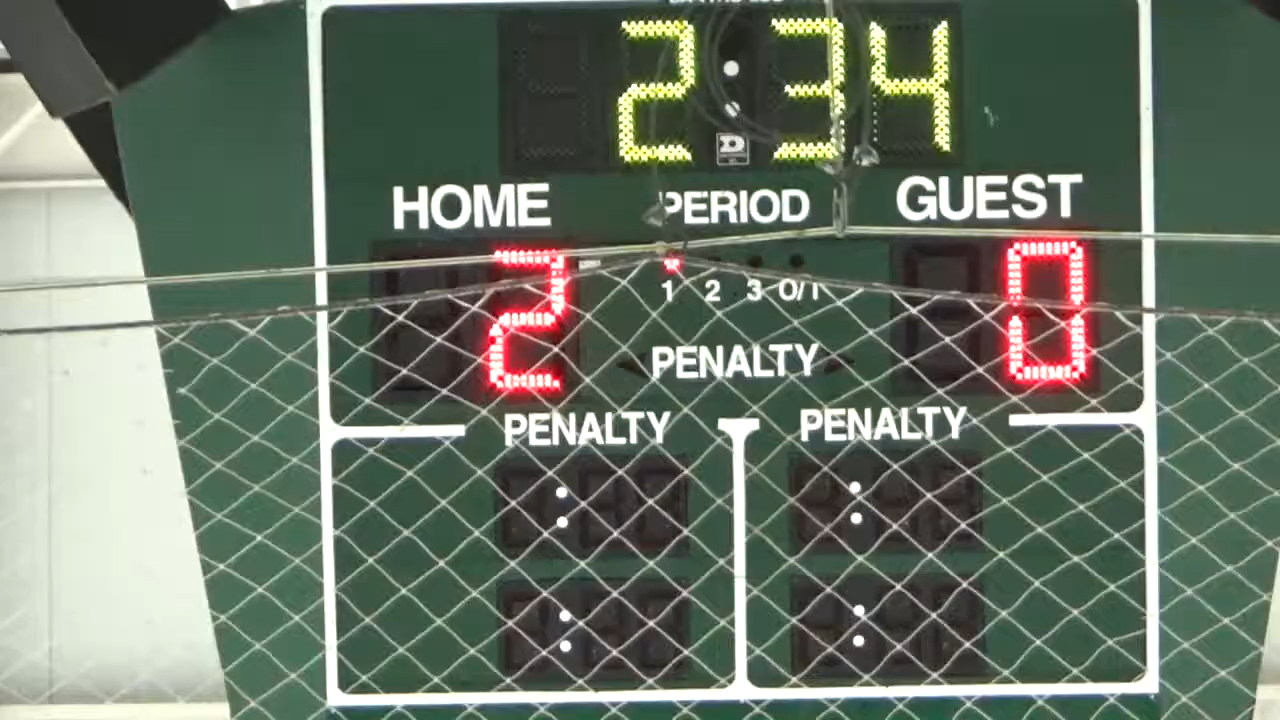 2:34
HOME PERIOD GUEST
2 0
1 2 3 O/T
PENALTY
PENALTY PENALTY